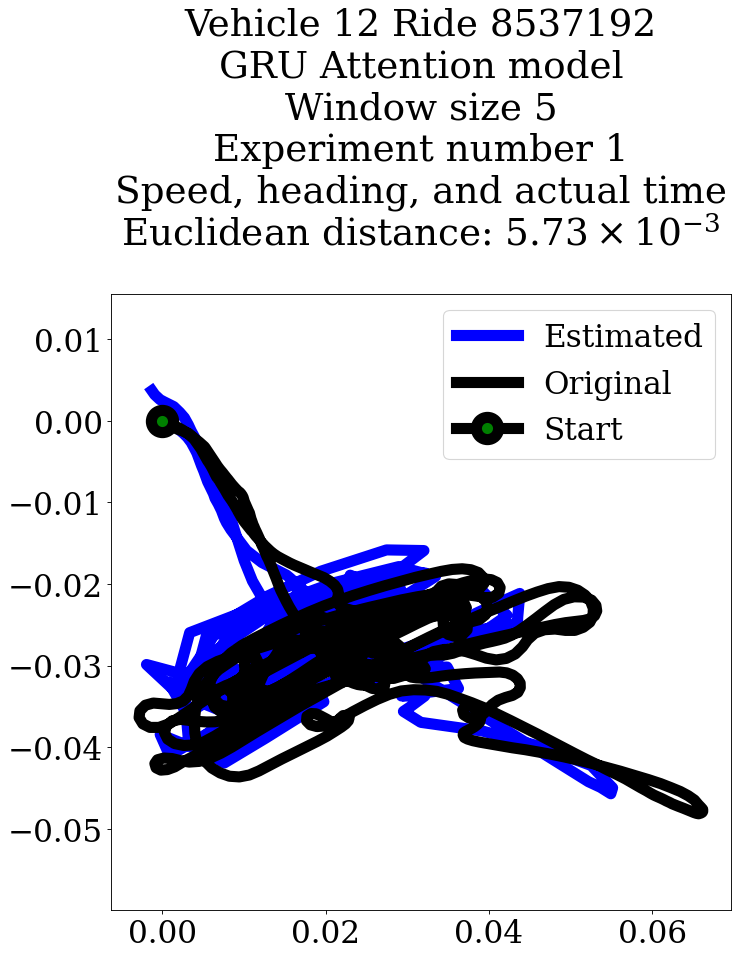 Vehicle 12 Ride 8537192
GRU Attention model
Window size 5
Experiment number 1
Speed, heading, and actual time
Euclidean distance: 5.73 × 10⁻³
Estimated
Original
Start
0.01
0.00
−0.01
−0.02
−0.03
−0.04
−0.05
0.00 0.02 0.04 0.06